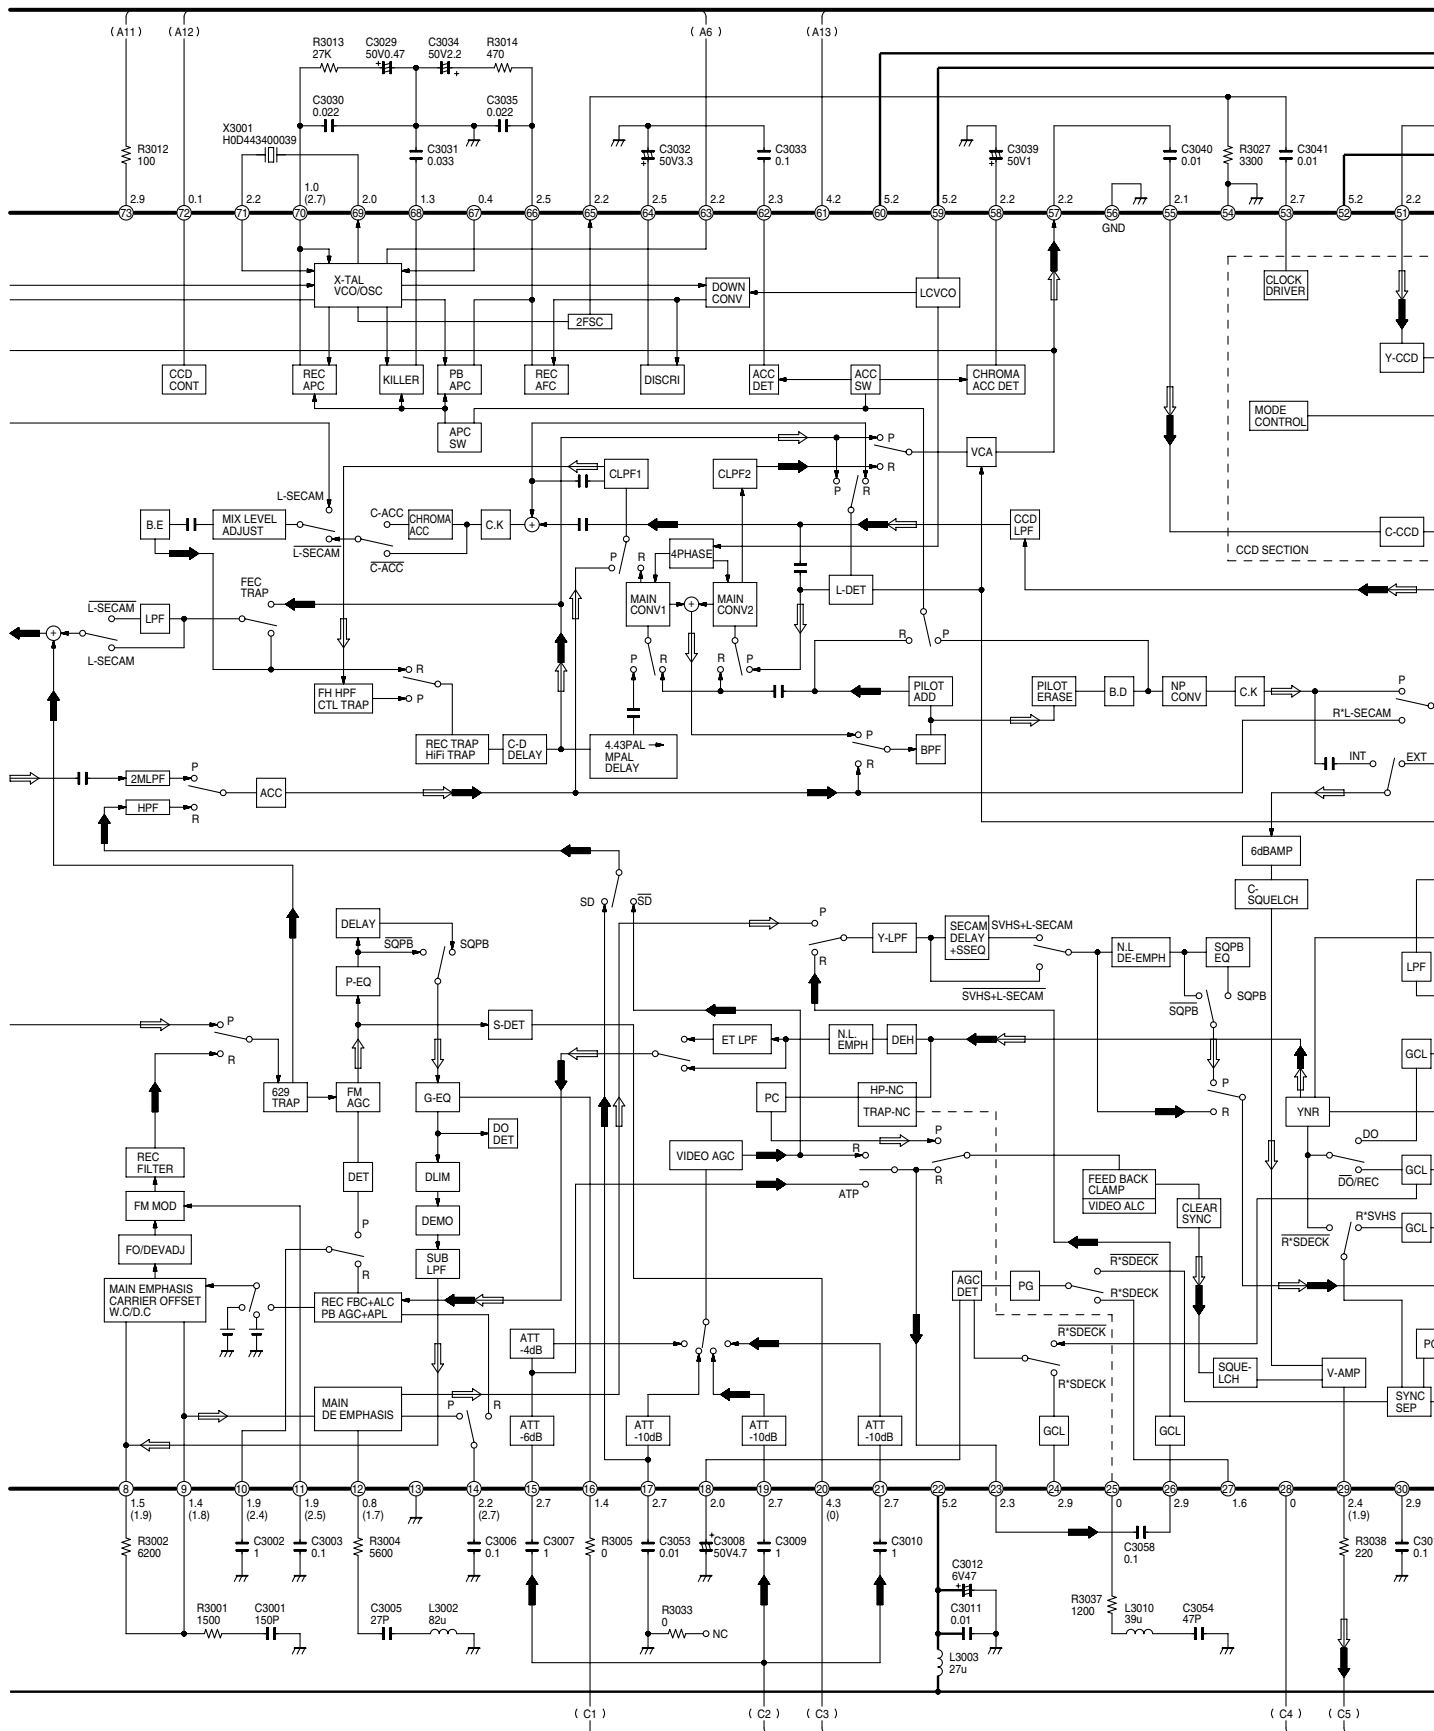 ( A11 )
( A12 )
( A6 )
( A13 )
R3013
27K
C3029
50V0.47
C3034
50V2.2
R3014
470
C3030
0.022
C3035
0.022
X3001
H0D443400039
R3012
100
C3031
0.033
C3032
50V3.3
C3033
0.1
C3039
50V1
C3040
0.01
R3027
3300
C3041
0.01
2.9
0.1
2.2
1.0
(2.7)
2.0
1.3
0.4
2.5
2.2
2.5
2.2
2.3
4.2
5.2
5.2
2.2
2.2
2.1
2.7
5.2
2.2
73
72
71
70
69
68
67
66
65
64
63
62
61
60
59
58
57
56
55
54
53
52
51
GND
X-TAL
VCO/OSC
DOWN
CONV
LCVCO
CLOCK
DRIVER
2FSC
Y-CCD
CCD
CONT
REC
APC
KILLER
PB
APC
REC
AFC
DISCRI
ACC
DET
ACC
SW
CHROMA
ACC DET
MODE
CONTROL
APC
SW
P
VCA
R
CLPF1
CLPF2
P
R
L-SECAM
B.E
MIX LEVEL
ADJUST
C-ACC
CHROMA
ACC
C.K
+
CCD
LPF
C-CCD
L-SECAM
C-ACC
CCD SECTION
4PHASE
P
R
FEC
TRAP
MAIN
CONV1
+
MAIN
CONV2
L-DET
L-SECAM
LPF
+
L-SECAM
R
P
R
P
P
R
R
P
FH HPF
CTL TRAP
P
PILOT
ADD
PILOT
ERASE
B.D
NP
CONV
C.K
P
R*L-SECAM
REC TRAP
HiFi TRAP
C-D
DELAY
4.43PAL
MPAL
DELAY
P
BPF
R
INT
EXT
2MLPF
P
HPF
R
ACC
6dBAMP
C-
SQUELCH
SD
SD
DELAY
SQPB
SQPB
P
R
Y-LPF
SECAM
DELAY
+SSEQ
SVHS+L-SECAM
SVHS+L-SECAM
N.L
DE-EMPH
SQPB
EQ
LPF
P-EQ
SQPB
SQPB
P
R
S-DET
ET LPF
N.L.
EMPH
DEH
GCL
629
TRAP
FM
AGC
G-EQ
PC
HP-NC
TRAP-NC
P
R
YNR
DO
DET
P
DO
REC
FILTER
VIDEO AGC
R
R
DET
DLIM
ATP
FEED BACK
CLAMP
VIDEO ALC
DO/REC
GCL
FM MOD
DEMO
CLEAR
SYNC
R*SVHS
GCL
P
R*SDECK
FO/DEVADJ
SUB
LPF
R
R*SDECK
MAIN EMPHASIS
CARRIER OFFSET
W.C/D.C
AGC
DET
PG
R*SDECK
REC FBC+ALC
PB AGC+APL
ATT
-4dB
R*SDECK
SQUE-
LCH
V-AMP
R*SDECK
MAIN
DE EMPHASIS
P
R
SYNC
SEP
ATT
-6dB
ATT
-10dB
ATT
-10dB
ATT
-10dB
GCL
GCL
8
9
10
11
12
13
14
15
16
17
18
19
20
21
22
23
24
25
26
27
28
29
30
1.5
(1.9)
1.4
(1.8)
1.9
(2.4)
1.9
(2.5)
0.8
(1.7)
2.2
(2.7)
2.7
1.4
2.7
2.0
2.7
4.3
(0)
2.7
5.2
2.3
2.9
0
2.9
1.6
0
2.4
(1.9)
2.9
R3002
6200
C3002
1
C3003
0.1
R3004
5600
C3006
0.1
C3007
1
R3005
0
C3053
0.01
C3008
50V4.7
C3009
1
C3010
1
C3058
0.1
R3038
220
0.1
C3012
6V47
C3011
0.01
R3001
1500
C3001
150P
C3005
27P
L3002
82u
R3033
0
NC
L3003
27u
R3037
1200
L3010
39u
C3054
47P
( C1 )
( C2 )
( C3 )
( C4 )
( C5 )